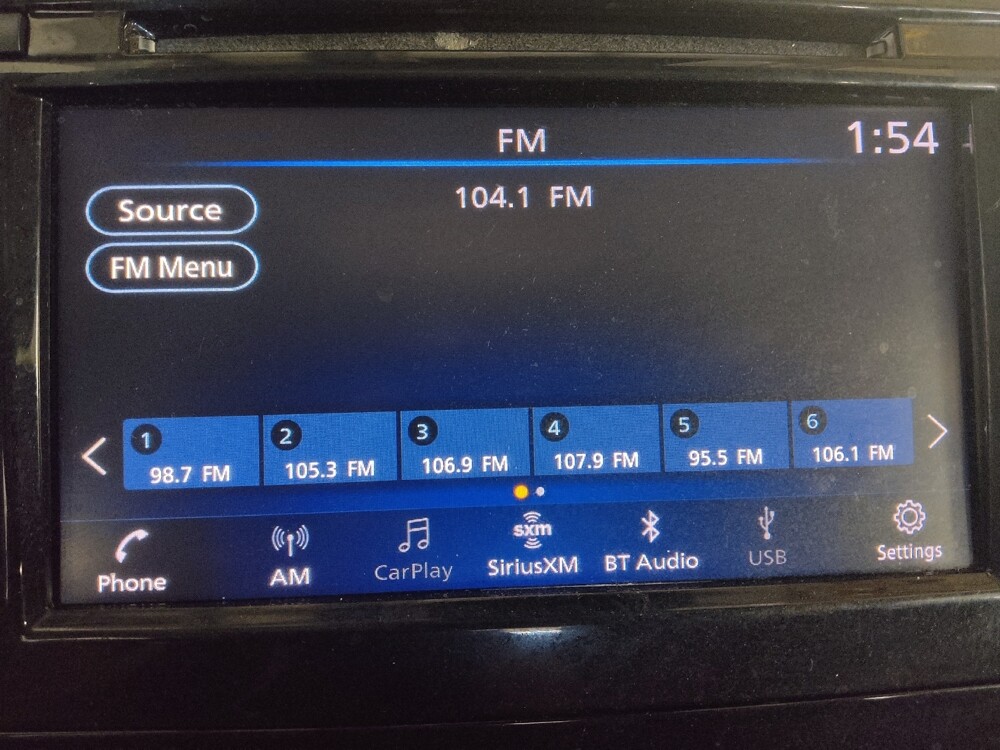 FM
1:54
104.1 FM
Source
FM Menu
1 2 3 4 5 6
98.7 FM 105.3 FM 106.9 FM 107.9 FM 95.5 FM 106.1 FM
sxm
Phone AM CarPlay SiriusXM BT Audio USB Settings